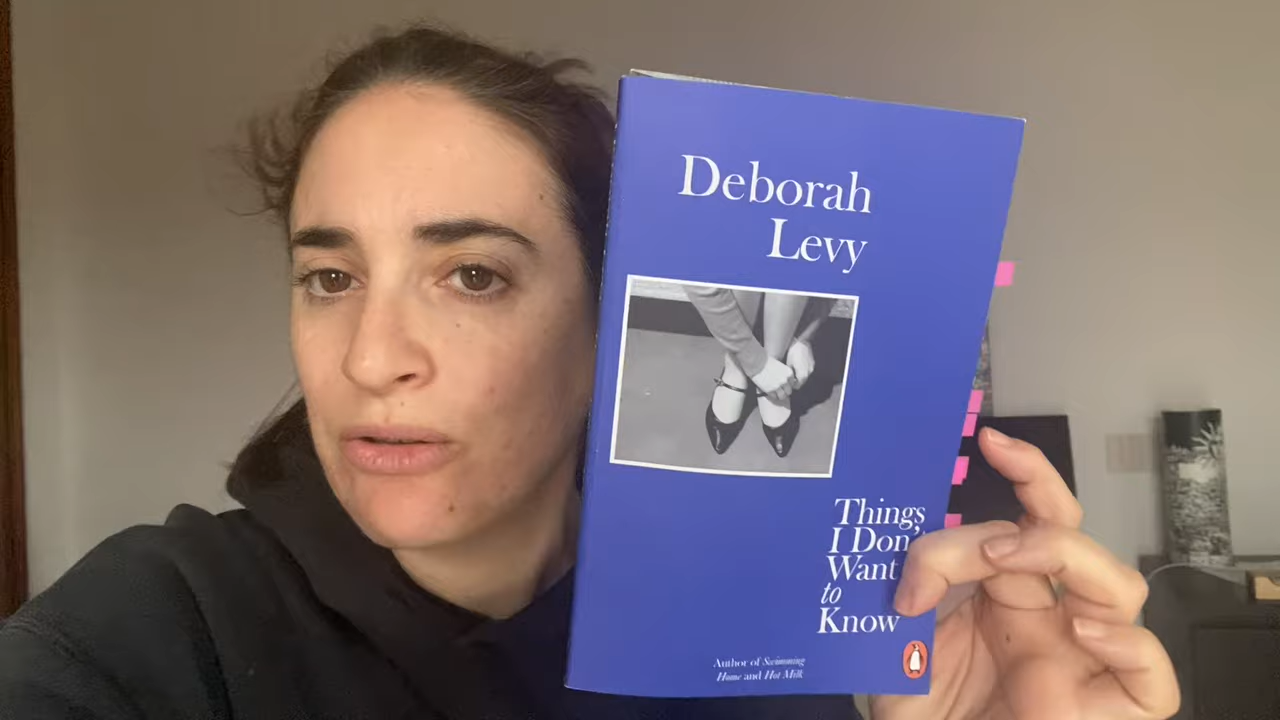 Deborah
Levy
Things
I Don't
Want
to
Know
Author of Swimming
Home and Hot Milk